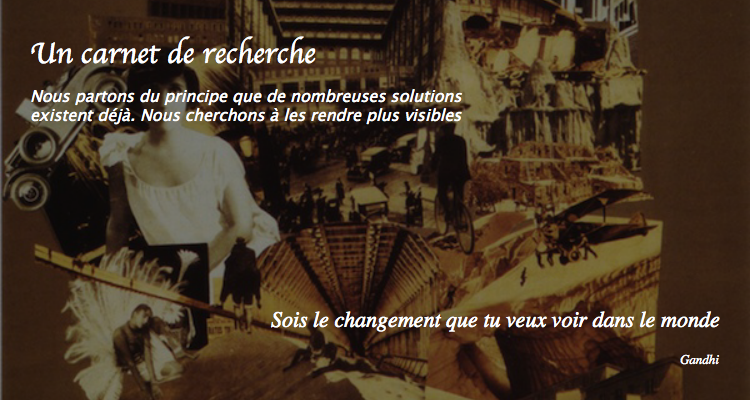 Un carnet de recherche
Nous partons du principe que de nombreuses solutions
existent déjà. Nous cherchons à les rendre plus visibles
Sois le changement que tu veux voir dans le monde
Gandhi